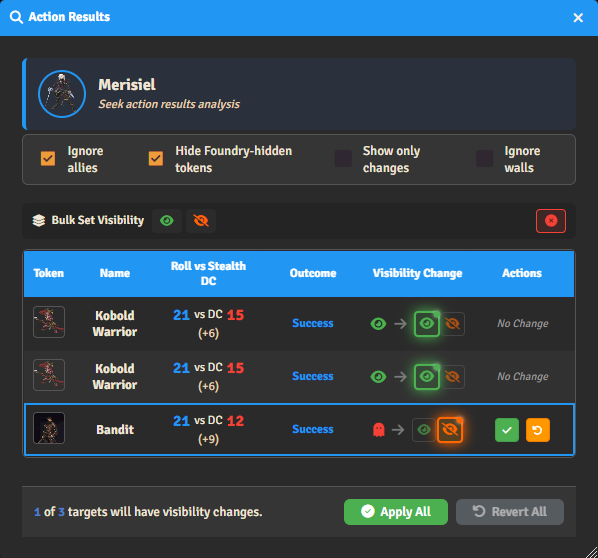 Action Results
Merisiel
Seek action results analysis
Ignore allies
Hide Foundry-hidden tokens
Show only changes
Ignore walls
Bulk Set Visibility
Token Name Roll vs Stealth DC Outcome Visibility Change Actions
Kobold Warrior 21 vs DC 15 (+6) Success No Change
Kobold Warrior 21 vs DC 15 (+6) Success No Change
Bandit 21 vs DC 12 (+9) Success
1 of 3 targets will have visibility changes.
Apply All
Revert All